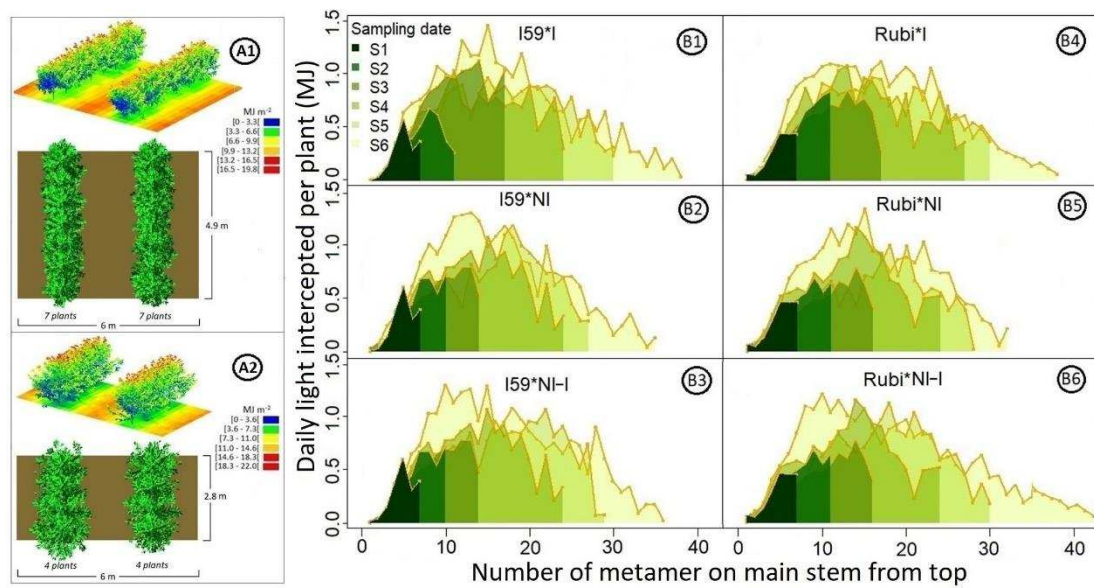 A1
MJ m-2
[0 - 3.3[
[3.3 - 6.6[
[6.6 - 9.9[
[9.9 - 13.2[
[13.2 - 16.5[
[16.5 - 19.8[
4.9 m
7 plants
7 plants
6 m
A2
MJ m-2
[0 - 3.6[
[3.6 - 7.3[
[7.3 - 11.0[
[11.0 - 14.6[
[14.6 - 18.3[
[18.3 - 22.0[
2.8 m
4 plants
4 plants
6 m
Daily light intercepted per plant (MJ)
1.5
1.0
0.5
0.0
Sampling date
S1
S2
S3
S4
S5
S6
I59*I
B1
Rubi*I
B4
1.5
1.0
0.5
0.0
I59*NI
B2
Rubi*NI
B5
1.5
1.0
0.5
0.0
I59*NI–I
B3
Rubi*NI–I
B6
0
10
20
30
40
0
10
20
30
40
Number of metamer on main stem from top